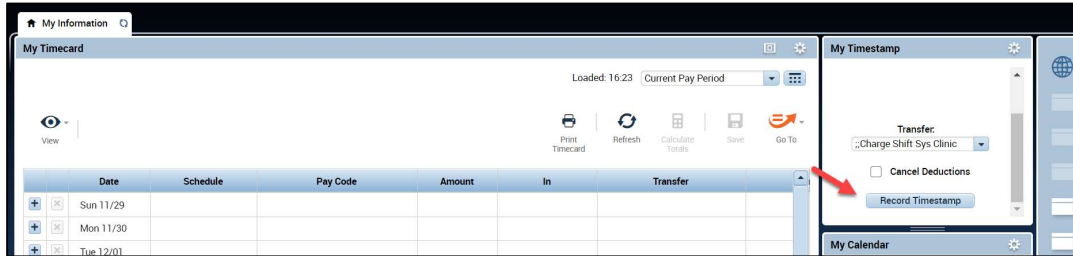 My Information
My Timecard
Loaded: 16:23 Current Pay Period
View
Print Timecard
Refresh
Calculate Totals
Save
Go To
Date Schedule Pay Code Amount In Transfer
Sun 11/29
Mon 11/30
Tue 12/01
My Timestamp
Transfer:
;;Charge Shift Sys Clinic
Cancel Deductions
Record Timestamp
My Calendar